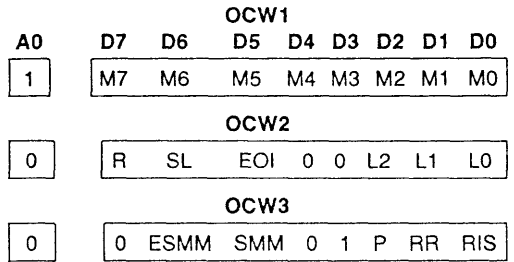 OCW1
A0 D7 D6 D5 D4 D3 D2 D1 D0
1 M7 M6 M5 M4 M3 M2 M1 M0
OCW2
0 R SL EOI 0 0 L2 L1 L0
OCW3
0 0 ESMM SMM 0 1 P RR RIS